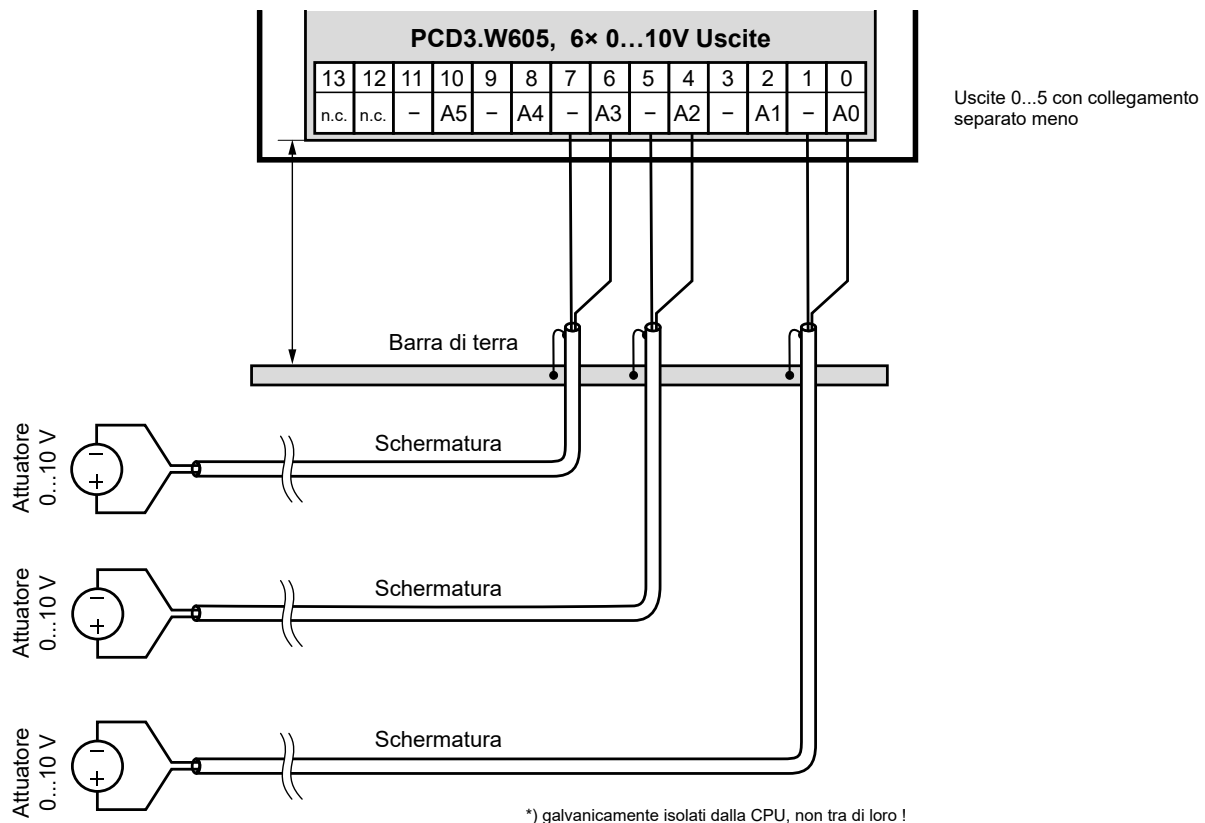 PCD3.W605, 6× 0...10V Uscite
13 12 11 10 9 8 7 6 5 4 3 2 1 0
n.c. n.c. – A5 – A4 – A3 – A2 – A1 – A0
Uscite 0...5 con collegamento
separato meno
Barra di terra
Attuatore
0...10 V
–
+
Schermatura
Attuatore
0...10 V
–
+
Schermatura
Attuatore
0...10 V
–
+
Schermatura
*) galvanicamente isolati dalla CPU, non tra di loro !